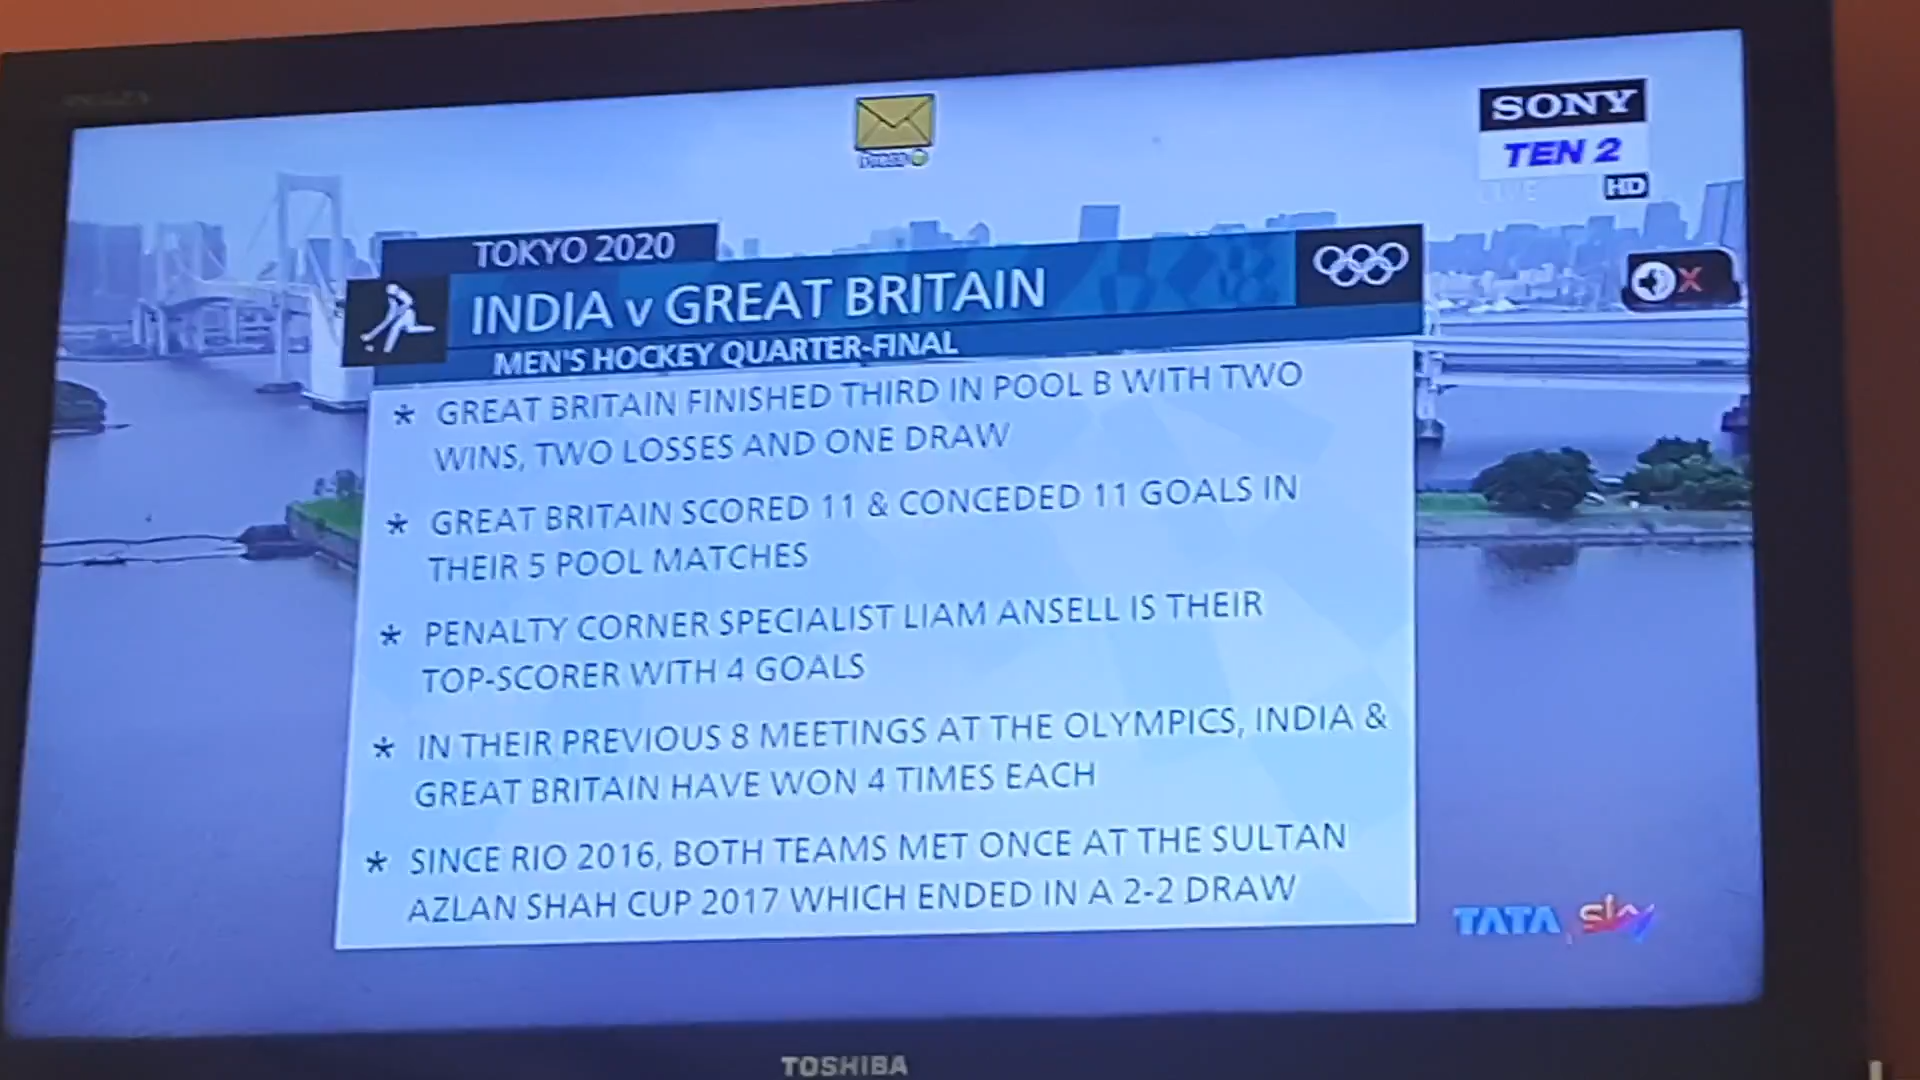 SONY
TEN 2
LIVE
HD
TOKYO 2020
INDIA v GREAT BRITAIN
MEN'S HOCKEY QUARTER-FINAL
* GREAT BRITAIN FINISHED THIRD IN POOL B WITH TWO
WINS, TWO LOSSES AND ONE DRAW
* GREAT BRITAIN SCORED 11 & CONCEDED 11 GOALS IN
THEIR 5 POOL MATCHES
* PENALTY CORNER SPECIALIST LIAM ANSELL IS THEIR
TOP-SCORER WITH 4 GOALS
* IN THEIR PREVIOUS 8 MEETINGS AT THE OLYMPICS, INDIA &
GREAT BRITAIN HAVE WON 4 TIMES EACH
* SINCE RIO 2016, BOTH TEAMS MET ONCE AT THE SULTAN
AZLAN SHAH CUP 2017 WHICH ENDED IN A 2-2 DRAW
TATA sky
TOSHIBA